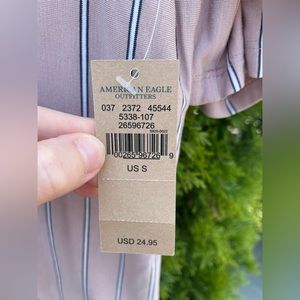 AMERICAN EAGLE
OUTFITTERS
037 2372 45544
5338-107
26596726
US S
USD 24.95